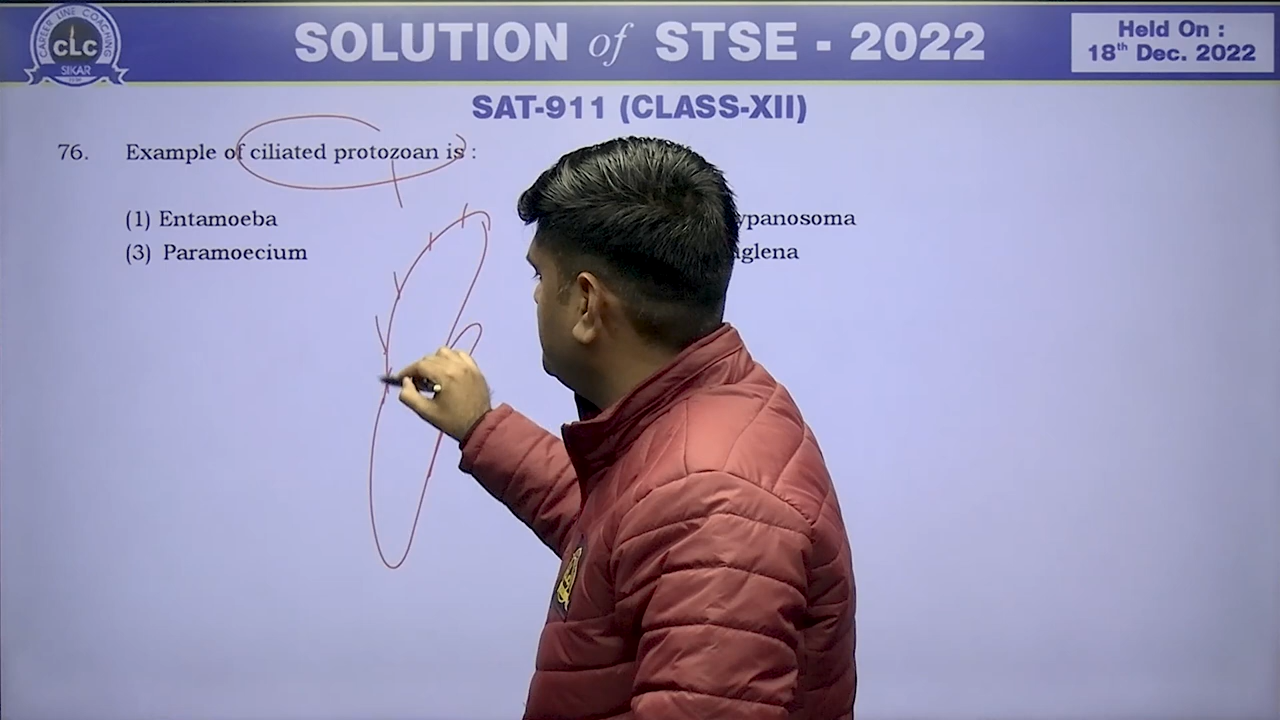 CAREER LINE COACHING
CLC
SIKAR
SOLUTION of STSE - 2022
Held On :
18th Dec. 2022
SAT-911 (CLASS-XII)
76. Example of ciliated protozoan is :
(1) Entamoeba
(3) Paramoecium